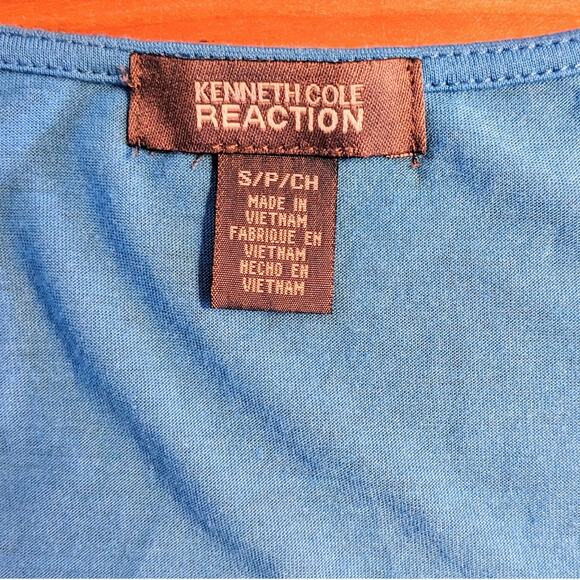 KENNETH COLE
REACTION
S/P/CH
MADE IN
VIETNAM
FABRIQUE EN
VIETNAM
HECHO EN
VIETNAM